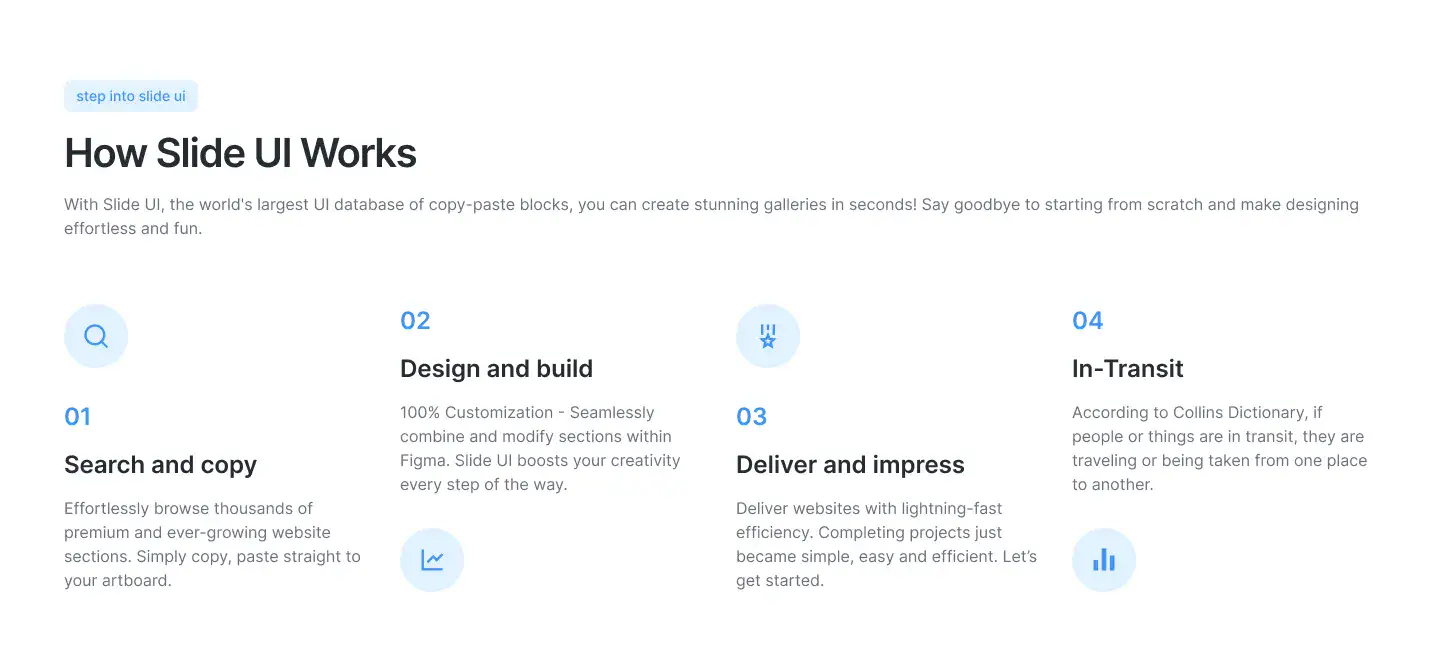 step into slide ui
How Slide UI Works
With Slide UI, the world's largest UI database of copy-paste blocks, you can create stunning galleries in seconds! Say goodbye to starting from scratch and make designing
effortless and fun.
01
Search and copy
Effortlessly browse thousands of
premium and ever-growing website
sections. Simply copy, paste straight to
your artboard.
02
Design and build
100% Customization - Seamlessly
combine and modify sections within
Figma. Slide UI boosts your creativity
every step of the way.
03
Deliver and impress
Deliver websites with lightning-fast
efficiency. Completing projects just
became simple, easy and efficient. Let’s
get started.
04
In-Transit
According to Collins Dictionary, if
people or things are in transit, they are
traveling or being taken from one place
to another.